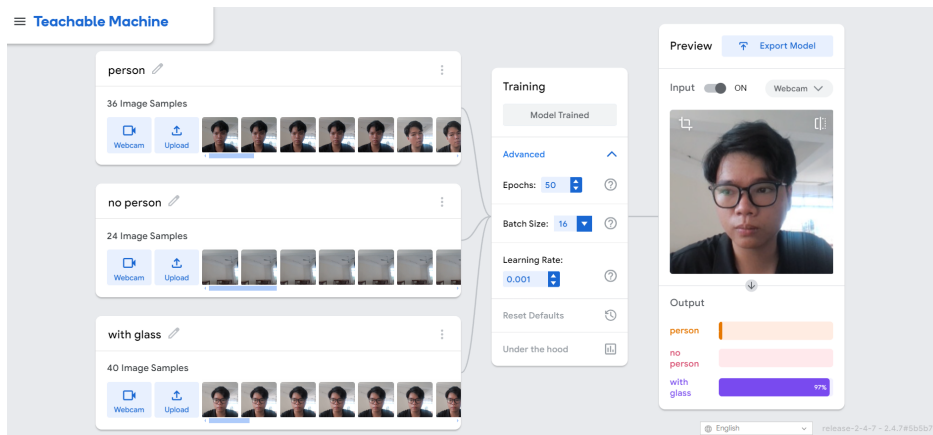 Teachable Machine
person
36 Image Samples
Webcam
Upload
no person
24 Image Samples
Webcam
Upload
with glass
40 Image Samples
Webcam
Upload
Training
Model Trained
Advanced
Epochs: 50
Batch Size: 16
Learning Rate:
0.001
Reset Defaults
Under the hood
Preview
Export Model
Input ON Webcam
Output
person
no
person
with
glass
97%
English
release-2-4-7 - 2.4.7#5b5b7